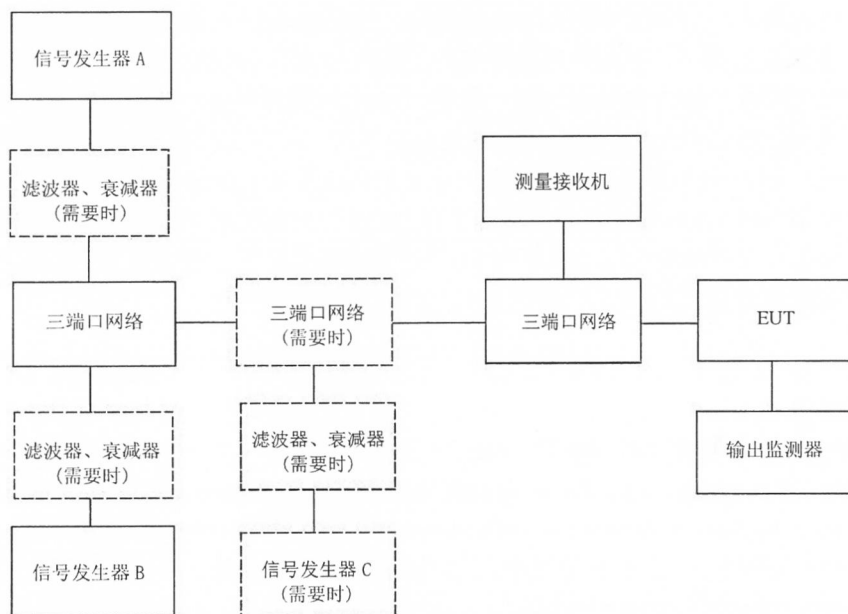 信号发生器 A
滤波器、衰减器
(需要时)
测量接收机
三端口网络
三端口网络
(需要时)
三端口网络
EUT
滤波器、衰减器
(需要时)
滤波器、衰减器
(需要时)
输出监测器
信号发生器 B
信号发生器 C
(需要时)